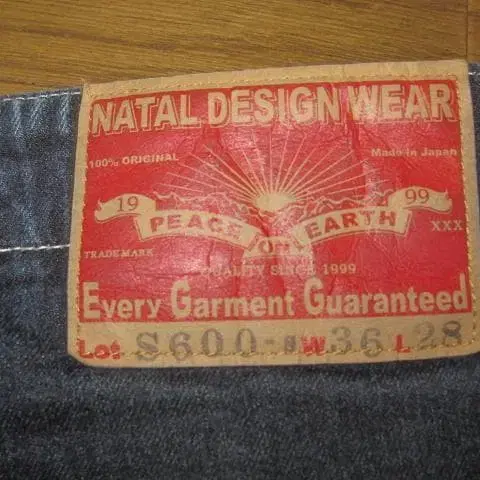 NATAL DESIGN WEAR
100% ORIGINAL Made in Japan
19 99
PEACE ON EARTH
XXX
TRADE MARK
QUALITY SINCE 1999
Every Garment Guaranteed
Lot S600- W 36 L 28